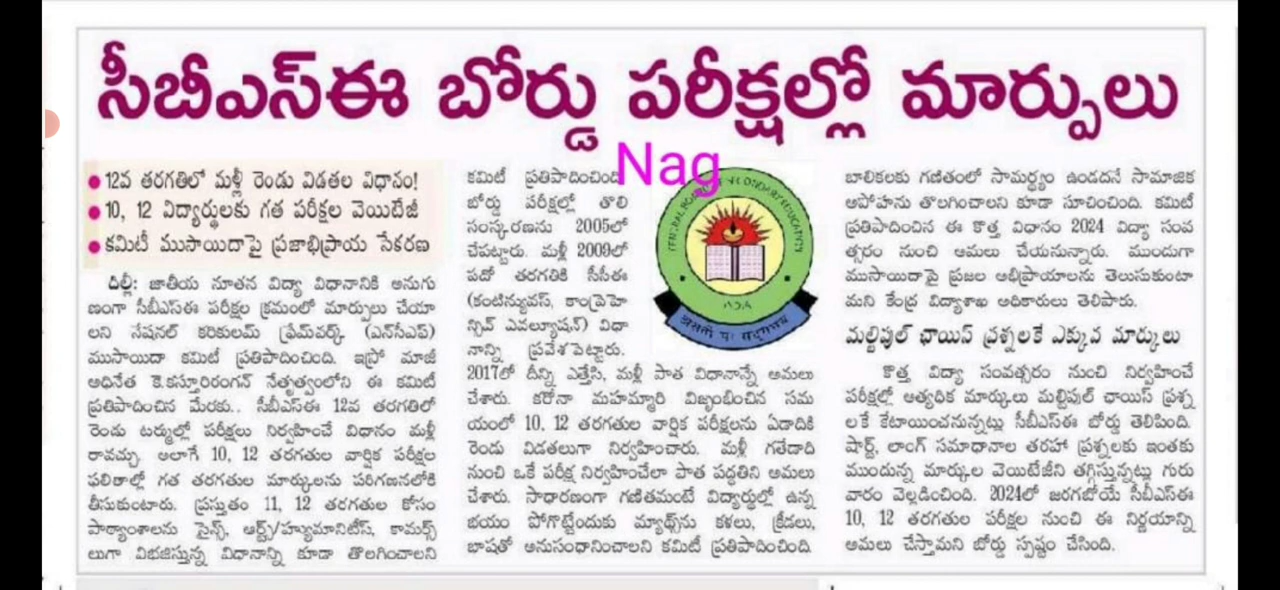 సీబీఎస్ఈ బోర్డు పరీక్షల్లో మార్పులు
Nag
● 12వ తరగతిలో మళ్లీ రెండు విడతల విధానం!
● 10, 12 విద్యార్థులకు గత పరీక్షల వెయిటేజీ
● కమిటీ ముసాయిదాపై ప్రజాభిప్రాయ సేకరణ
ఢిల్లీ: జాతీయ నూతన విద్యా విధానానికి అనుగు
ణంగా సీబీఎస్ఈ పరీక్షల క్రమంలో మార్పులు చేయా
లని నేషనల్ కరికులమ్ ఫ్రేమ్‌వర్క్ (ఎన్‌సీఎఫ్)
ముసాయిదా కమిటీ ప్రతిపాదించింది. ఇస్రో మాజీ
అధినేత కె.కస్తూరిరంగన్ నేతృత్వంలోని ఈ కమిటీ
ప్రతిపాదించిన మేరకు.. సీబీఎస్ఈ 12వ తరగతిలో
రెండు టర్ముల్లో పరీక్షలు నిర్వహించే విధానం మళ్లీ
రావచ్చు. అలాగే 10, 12 తరగతుల వార్షిక పరీక్షల
ఫలితాల్లో గత తరగతుల మార్కులను పరిగణనలోకి
తీసుకుంటారు. ప్రస్తుతం 11, 12 తరగతుల కోసం
పాఠ్యాంశాలను సైన్స్, ఆర్ట్స్/హ్యుమానిటీస్, కామర్స్
లుగా విభజిస్తున్న విధానాన్ని కూడా తొలగించాలని
కమిటీ ప్రతిపాదించింది.
బోర్డు పరీక్షల్లో తొలి
సంస్కరణను 2005లో
చేపట్టారు. మళ్లీ 2009లో
పదో తరగతికి సీసీఈ
(కంటిన్యువస్, కాంప్రెహె
న్సివ్ ఎవల్యూషన్) విధా
నాన్ని ప్రవేశపెట్టారు.
2017లో దీన్ని ఎత్తేసి, మళ్లీ పాత విధానాన్నే అమలు
చేశారు. కరోనా మహమ్మారి విజృంభించిన సమ
యంలో 10, 12 తరగతుల వార్షిక పరీక్షలను ఏడాదికి
రెండు విడతలుగా నిర్వహించారు. మళ్లీ గతేడాది
నుంచి ఒకే పరీక్ష నిర్వహించేలా పాత పద్ధతిని అమలు
చేశారు. సాధారణంగా గణితమంటే విద్యార్థుల్లో ఉన్న
భయం పోగొట్టేందుకు మ్యాథ్స్‌ను కళలు, క్రీడలు,
భాషతో అనుసంధానించాలని కమిటీ ప్రతిపాదించింది.
CENTRAL BOARD SECONDARY EDUCATION
INDIA
असतो मा सद्गमय
బాలికలకు గణితంలో సామర్థ్యం ఉండదనే సామాజిక
అపోహను తొలగించాలని కూడా సూచించింది. కమిటీ
ప్రతిపాదించిన ఈ కొత్త విధానం 2024 విద్యా సంవ
త్సరం నుంచి అమలు చేయనున్నారు. ముందుగా
ముసాయిదాపై ప్రజల అభిప్రాయాలను తెలుసుకుంటా
మని కేంద్ర విద్యాశాఖ అధికారులు తెలిపారు.
మల్టిపుల్ ఛాయిస్ ప్రశ్నలకే ఎక్కువ మార్కులు
కొత్త విద్యా సంవత్సరం నుంచి నిర్వహించే
పరీక్షల్లో అత్యధిక మార్కులు మల్టిపుల్ ఛాయిస్ ప్రశ్న
లకే కేటాయించనున్నట్లు సీబీఎస్ఈ బోర్డు తెలిపింది.
షార్ట్, లాంగ్ సమాధానాల తరహా ప్రశ్నలకు ఇంతకు
ముందున్న మార్కుల వెయిటేజీని తగ్గిస్తున్నట్లు గురు
వారం వెల్లడించింది. 2024లో జరగబోయే సీబీఎస్ఈ
10, 12 తరగతుల పరీక్షల నుంచి ఈ నిర్ణయాన్ని
అమలు చేస్తామని బోర్డు స్పష్టం చేసింది.